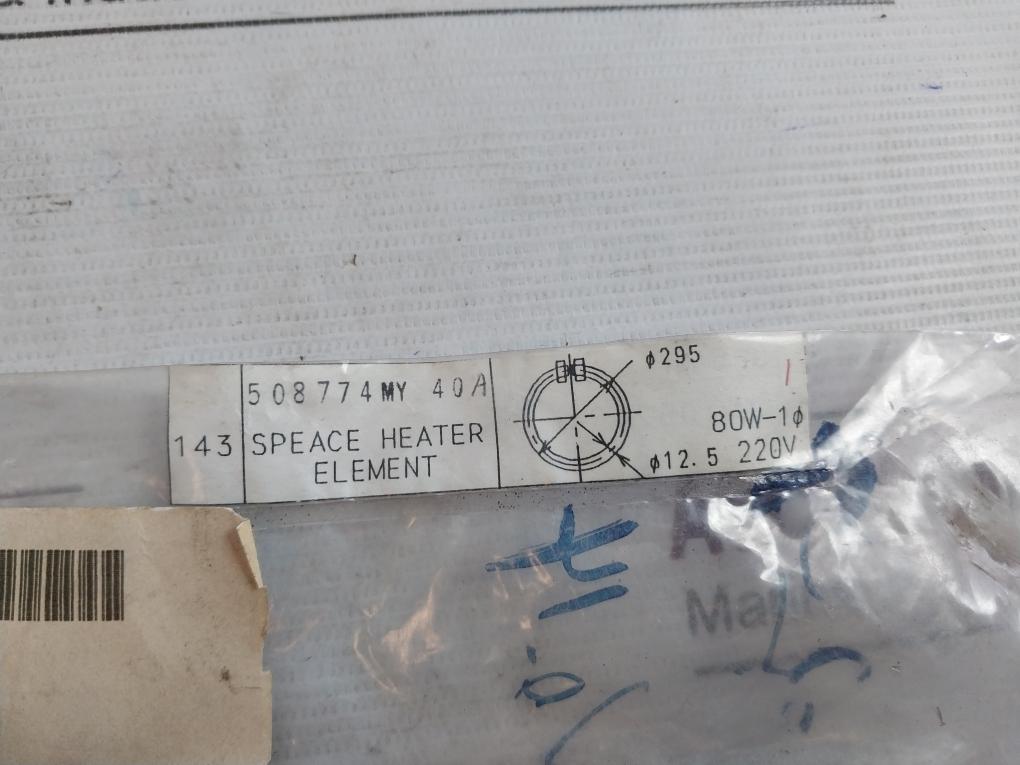 143
508774MY 40A
SPEACE HEATER
ELEMENT
φ295
1
80W-1φ
φ12.5 220V